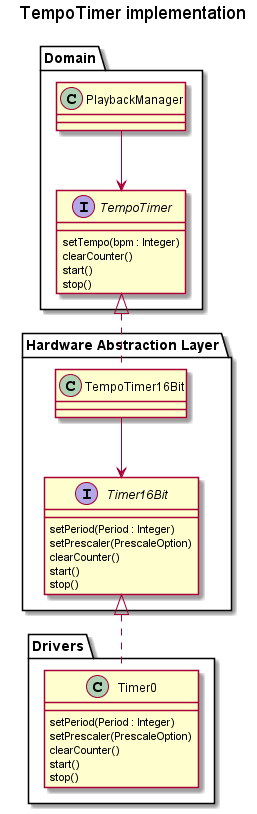 TempoTimer implementation
Domain
C PlaybackManager
I TempoTimer
setTempo(bpm : Integer)
clearCounter()
start()
stop()
Hardware Abstraction Layer
C TempoTimer16Bit
I Timer16Bit
setPeriod(Period : Integer)
setPrescaler(PrescaleOption)
clearCounter()
start()
stop()
Drivers
C Timer0
setPeriod(Period : Integer)
setPrescaler(PrescaleOption)
clearCounter()
start()
stop()